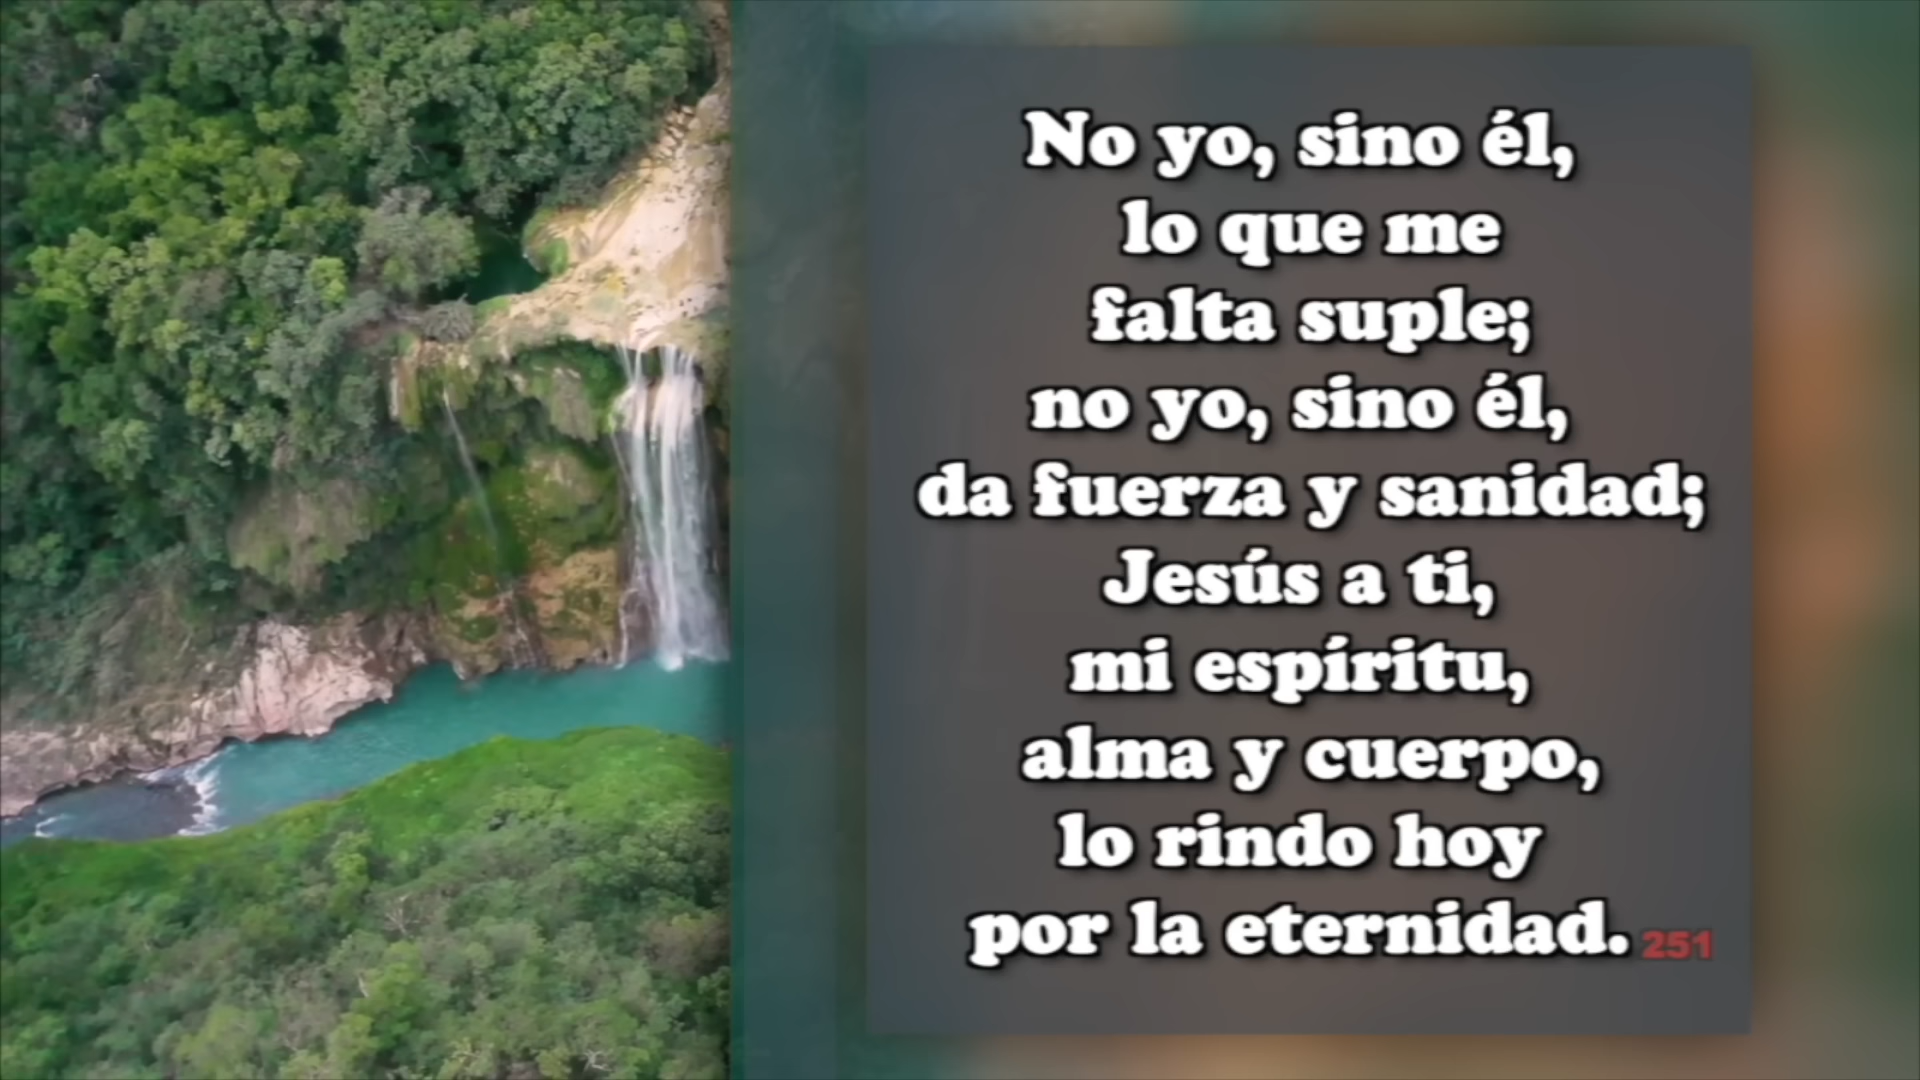 No yo, sino él,
lo que me
falta suple;
no yo, sino él,
da fuerza y sanidad;
Jesús a ti,
mi espíritu,
alma y cuerpo,
lo rindo hoy
por la eternidad. 251